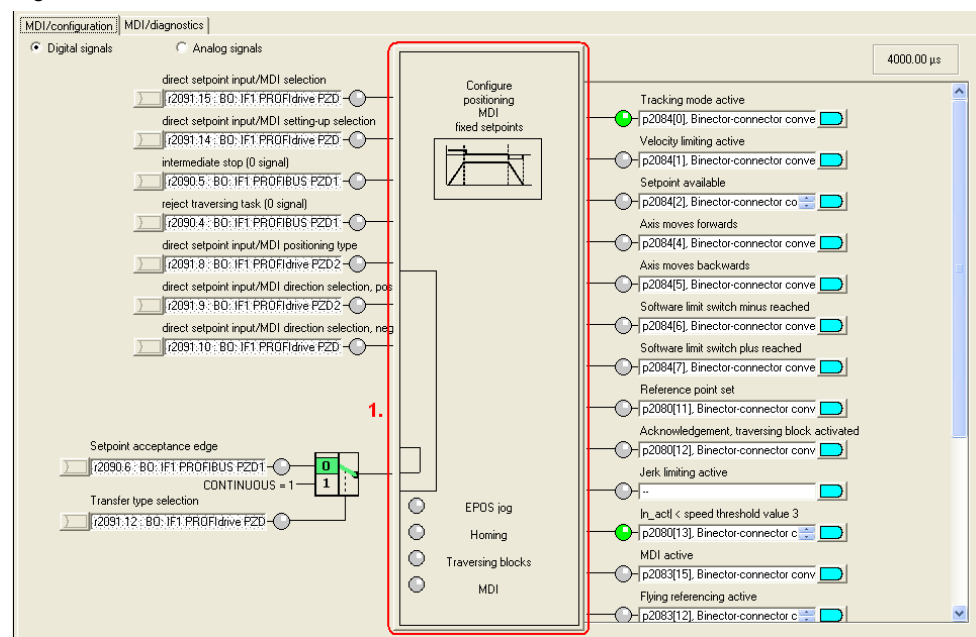 MDI/configuration MDI/diagnostics
Digital signals Analog signals
4000.00 µs
direct setpoint input/MDI selection
r2091.15 : BO: IF1 PROFIdrive PZD
direct setpoint input/MDI setting-up selection
r2091.14 : BO: IF1 PROFIdrive PZD
intermediate stop (0 signal)
r2090.5 : BO: IF1 PROFIBUS PZD1
reject traversing task (0 signal)
r2090.4 : BO: IF1 PROFIBUS PZD1
direct setpoint input/MDI positioning type
r2091.8 : BO: IF1 PROFIdrive PZD2
direct setpoint input/MDI direction selection, pos
r2091.9 : BO: IF1 PROFIdrive PZD2
direct setpoint input/MDI direction selection, neg
r2091.10 : BO: IF1 PROFIdrive PZD
1.
Setpoint acceptance edge
r2090.6 : BO: IF1 PROFIBUS PZD1
0
CONTINUOUS = 1
1
Transfer type selection
r2091.12 : BO: IF1 PROFIdrive PZD
Configure
positioning
MDI
fixed setpoints
EPOS jog
Homing
Traversing blocks
MDI
Tracking mode active
p2084[0], Binector-connector conve
Velocity limiting active
p2084[1], Binector-connector conve
Setpoint available
p2084[2], Binector-connector co
Axis moves forwards
p2084[4], Binector-connector conve
Axis moves backwards
p2084[5], Binector-connector conve
Software limit switch minus reached
p2084[6], Binector-connector conve
Software limit switch plus reached
p2084[7], Binector-connector conve
Reference point set
p2080[11], Binector-connector conv
Acknowledgement, traversing block activated
p2080[12], Binector-connector conv
Jerk limiting active
--
|n_act| < speed threshold value 3
p2080[13], Binector-connector c
MDI active
p2083[15], Binector-connector conv
Flying referencing active
p2083[12], Binector-connector c